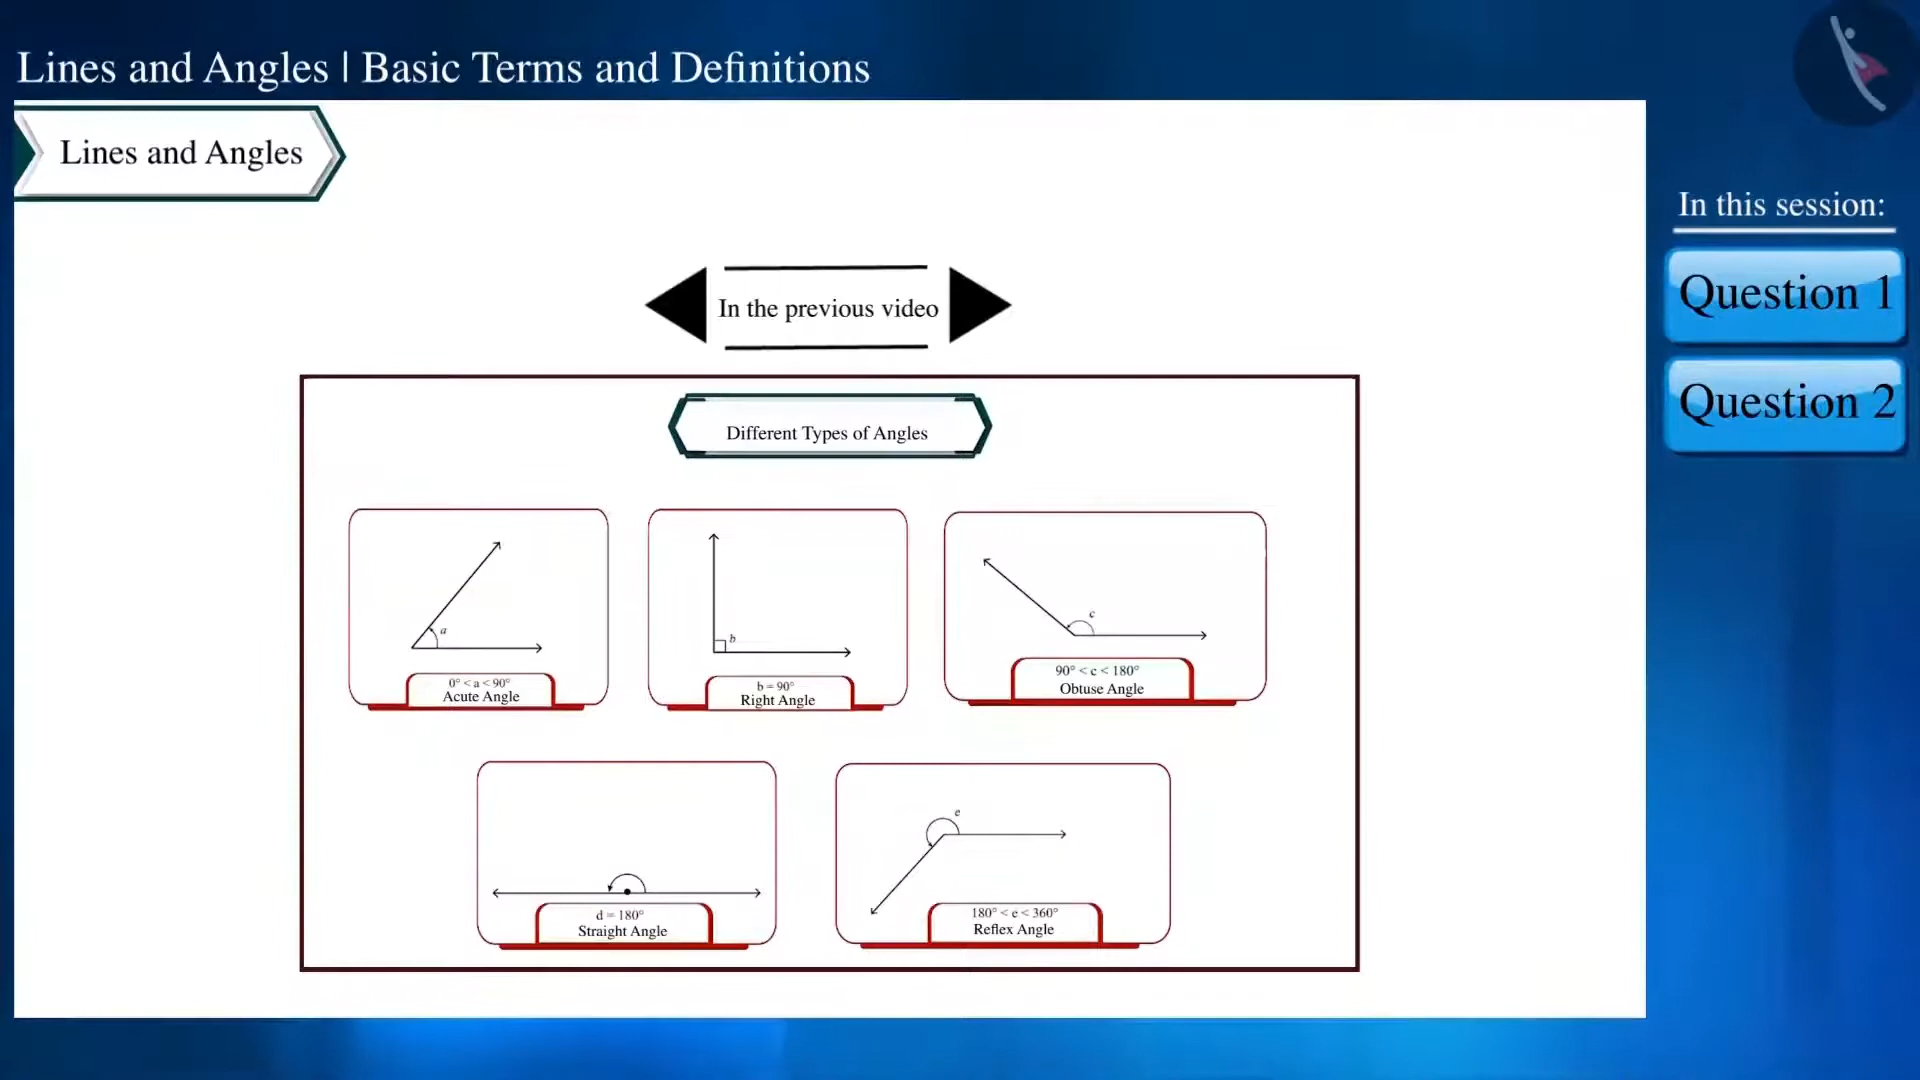 Lines and Angles | Basic Terms and Definitions
Lines and Angles
In this session:
Question 1
Question 2
In the previous video
Different Types of Angles
a
0° < a < 90°
Acute Angle
b
b = 90°
Right Angle
c
90° < c < 180°
Obtuse Angle
d = 180°
Straight Angle
e
180° < e < 360°
Reflex Angle